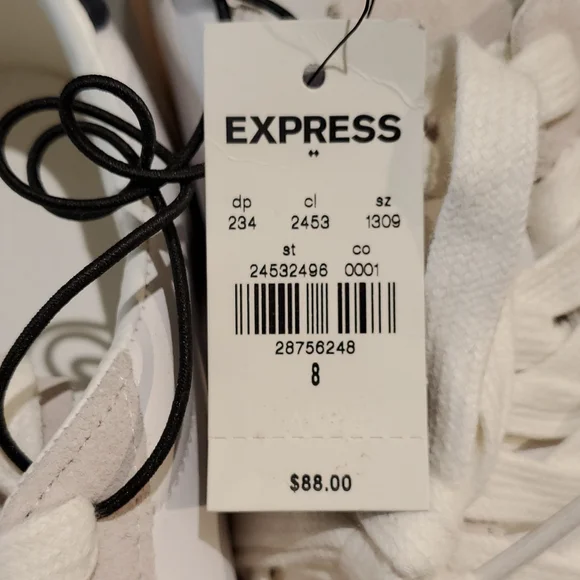 EXPRESS
dp cl sz
234 2453 1309
st co
24532496 0001
28756248
8
$88.00